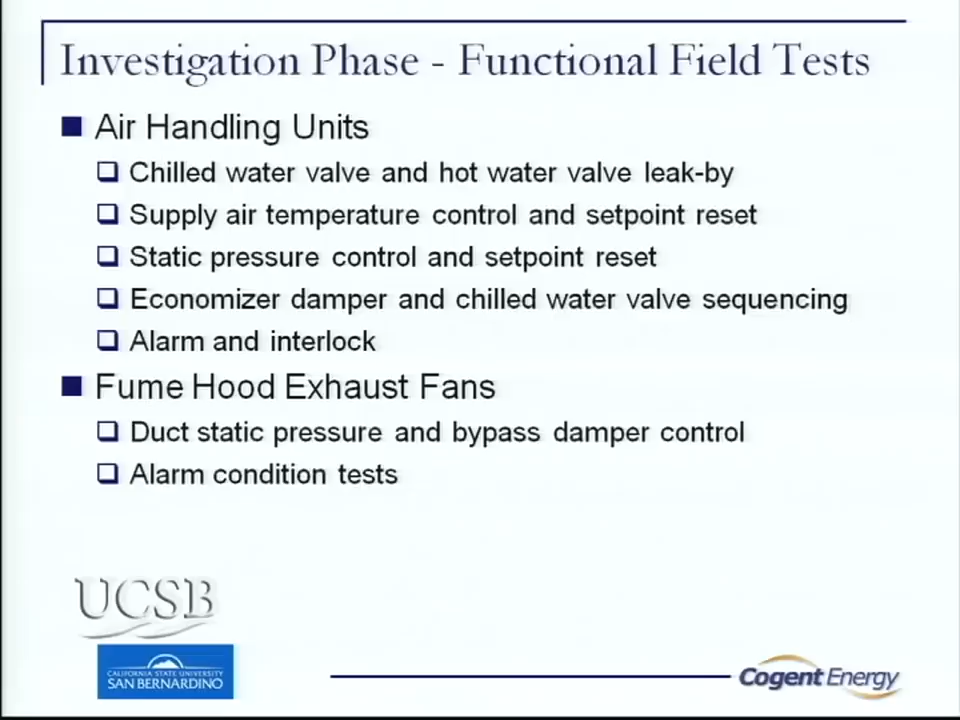 Investigation Phase - Functional Field Tests
Air Handling Units
Chilled water valve and hot water valve leak-by
Supply air temperature control and setpoint reset
Static pressure control and setpoint reset
Economizer damper and chilled water valve sequencing
Alarm and interlock
Fume Hood Exhaust Fans
Duct static pressure and bypass damper control
Alarm condition tests
UCSB
CALIFORNIA STATE UNIVERSITY
SAN BERNARDINO
Cogent Energy